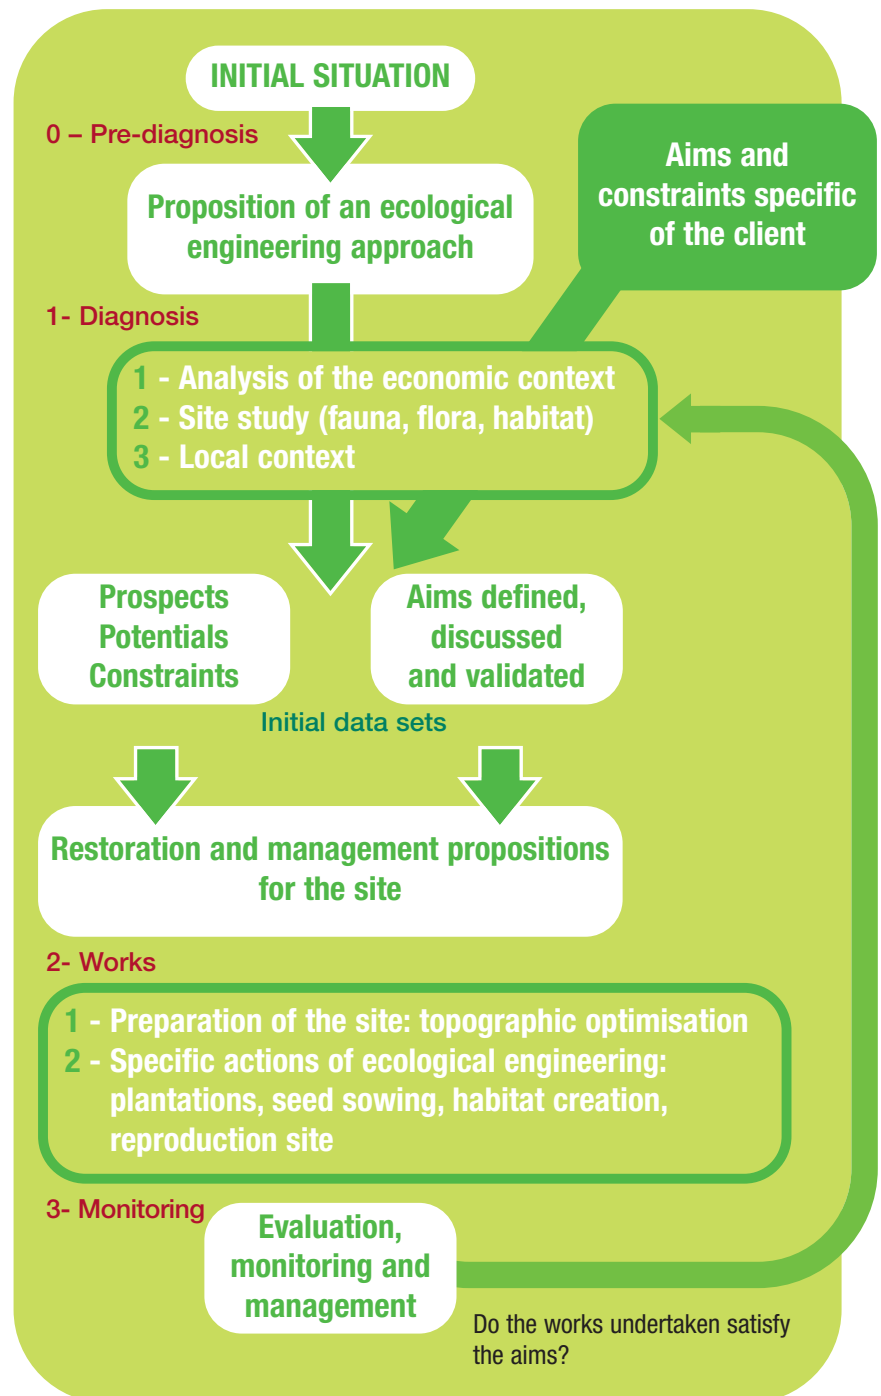 INITIAL SITUATION
0 – Pre-diagnosis
Proposition of an ecological
engineering approach
Aims and
constraints specific
of the client
1- Diagnosis
1 - Analysis of the economic context
2 - Site study (fauna, flora, habitat)
3 - Local context
Prospects
Potentials
Constraints
Aims defined,
discussed
and validated
Initial data sets
Restoration and management propositions
for the site
2- Works
1 - Preparation of the site: topographic optimisation
2 - Specific actions of ecological engineering:
plantations, seed sowing, habitat creation,
reproduction site
3- Monitoring
Evaluation,
monitoring and
management
Do the works undertaken satisfy
the aims?